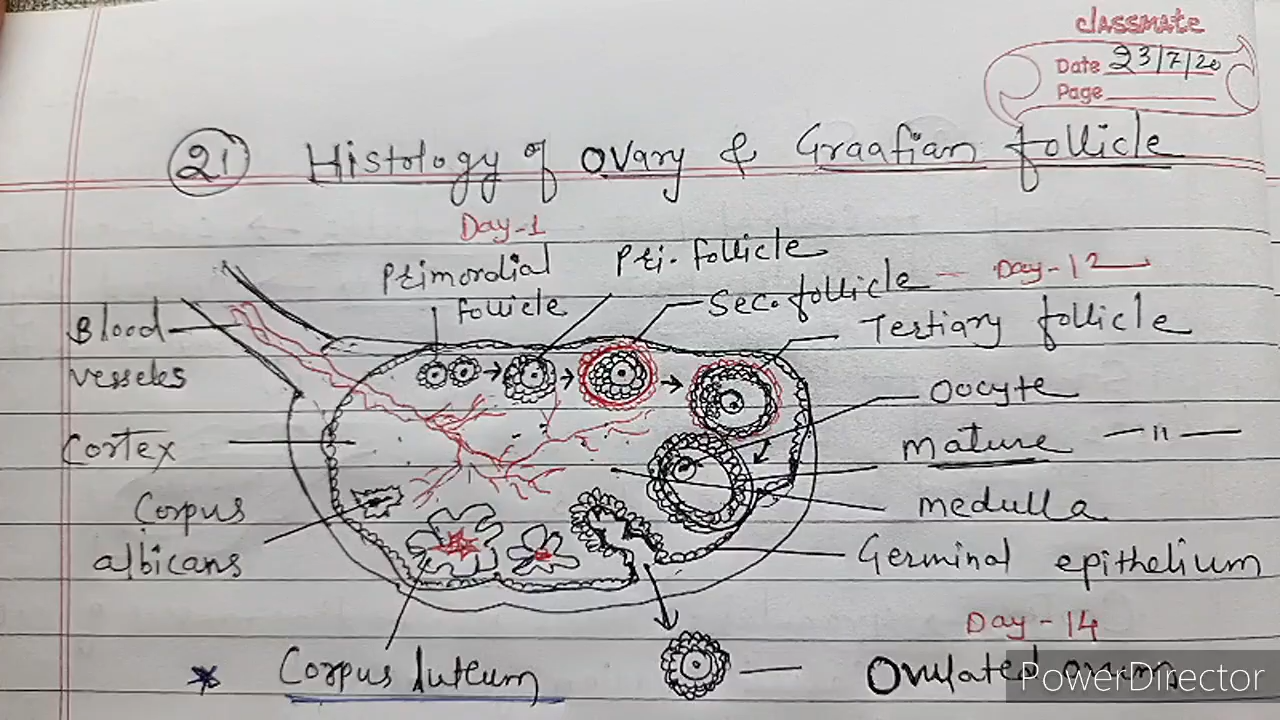 classmate
Date 23/7/20
Page
21 Histology of Ovary & Graafian follicle
Day-1
Primordial
follicle
Pri. follicle
Sec. follicle - Day-12
Tertiary follicle
Blood
vesseles
Oocyte
Cortex
mature —"—
Corpus
albicans
medulla
Germinal epithelium
Day-14
* Corpus luteum
Ovulated ovum
PowerDirector